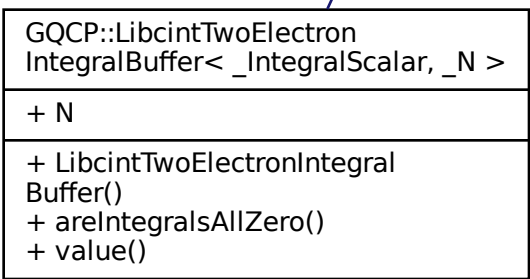 GQCP::LibcintTwoElectron
IntegralBuffer< _IntegralScalar, _N >
+ N
+ LibcintTwoElectronIntegral
Buffer()
+ areIntegralsAllZero()
+ value()